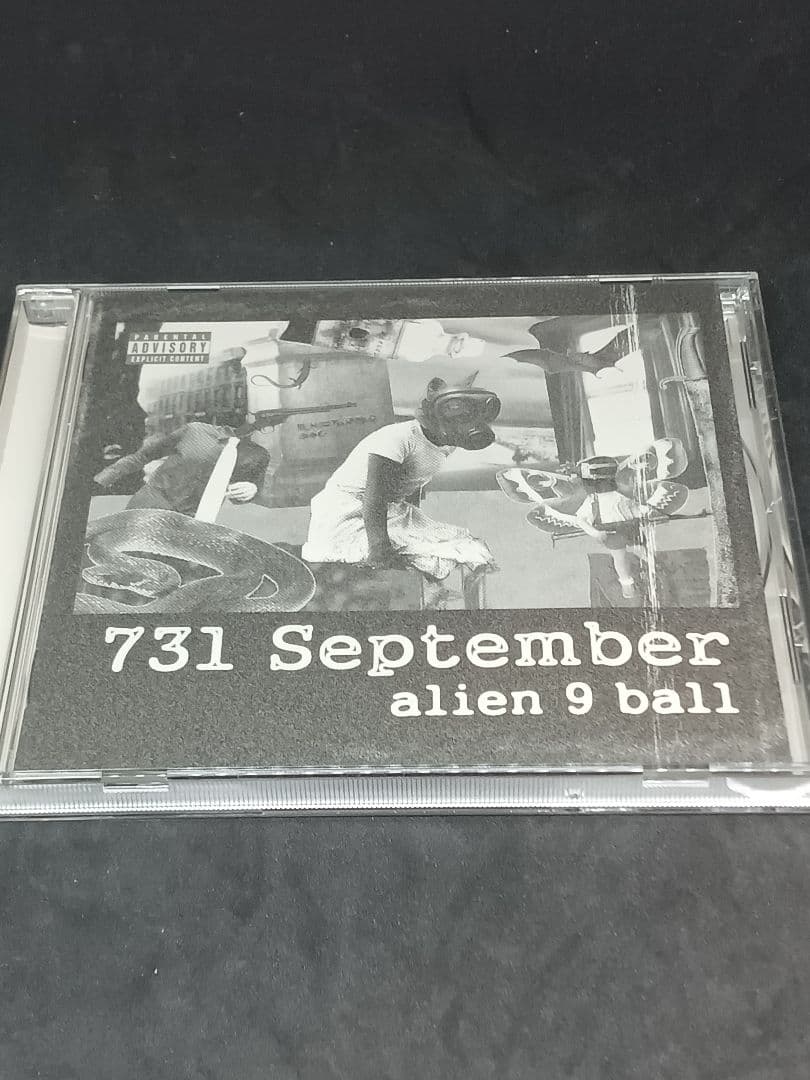 PARENTAL
ADVISORY
EXPLICIT CONTENT
731 September
alien 9 ball